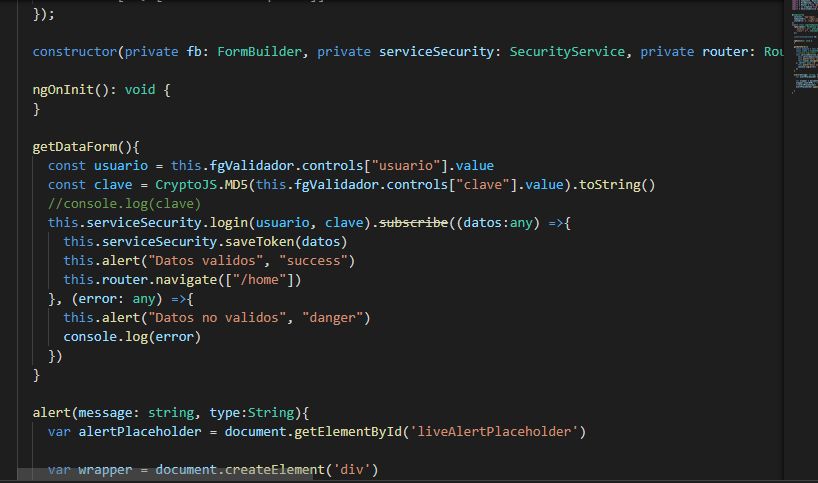 });
constructor(private fb: FormBuilder, private serviceSecurity: SecurityService, private router: Rou
ngOnInit(): void {
}
getDataForm(){
const usuario = this.fgValidador.controls["usuario"].value
const clave = CryptoJS.MD5(this.fgValidador.controls["clave"].value).toString()
//console.log(clave)
this.serviceSecurity.login(usuario, clave).subscribe((datos:any) =>{
this.serviceSecurity.saveToken(datos)
this.alert("Datos validos", "success")
this.router.navigate(["/home"])
}, (error: any) =>{
this.alert("Datos no validos", "danger")
console.log(error)
})
}
alert(message: string, type:String){
var alertPlaceholder = document.getElementById('liveAlertPlaceholder')
var wrapper = document.createElement('div')